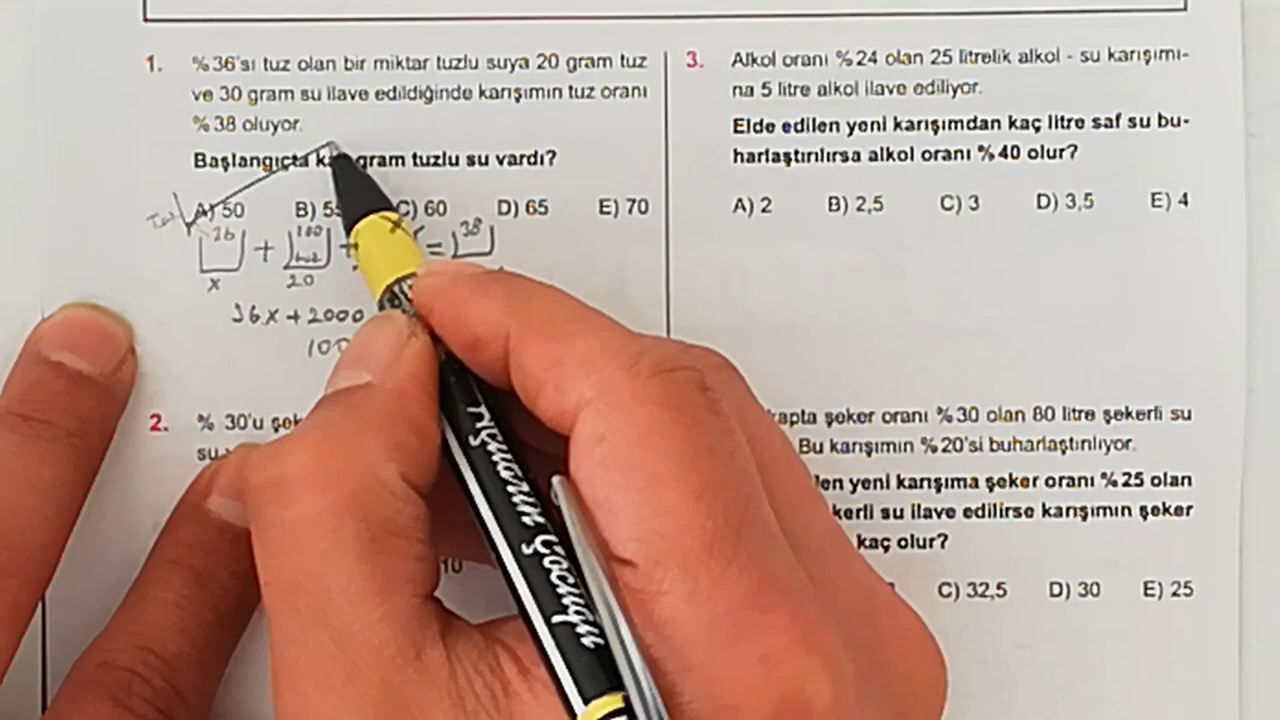 1. %36'sı tuz olan bir miktar tuzlu suya 20 gram tuz
ve 30 gram su ilave edildiğinde karışımın tuz oranı
%38 oluyor.
Başlangıçta gram tuzlu su vardı?
A) 50 B) 55 C) 60 D) 65 E) 70
36 + 100 + = 38
x 20
36x + 2000
100
2. % 30'u
3. Alkol oranı %24 olan 25 litrelik alkol - su karışımı-
na 5 litre alkol ilave ediliyor.
Elde edilen yeni karışımdan kaç litre saf su bu-
harlaştırılırsa alkol oranı %40 olur?
A) 2 B) 2,5 C) 3 D) 3,5 E) 4
şeker oranı %30 olan 80 litre şekerli su
Bu karışımın %20'si buharlaştırılıyor.
yeni karışıma şeker oranı %25 olan
su ilave edilirse karışımın şeker
kaç olur?
C) 32,5 D) 30 E) 25
10
Tıçının Çocuğu